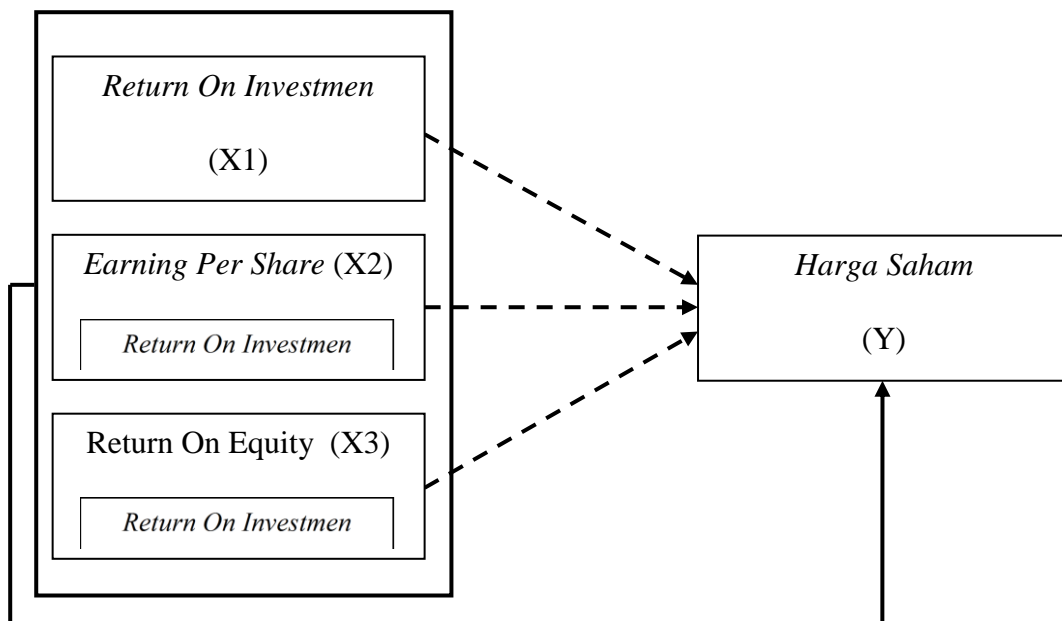 Return On Investmen
(X1)
Earning Per Share (X2)
Return On Investmen
Return On Equity  (X3)
Return On Investmen
Harga Saham
(Y)